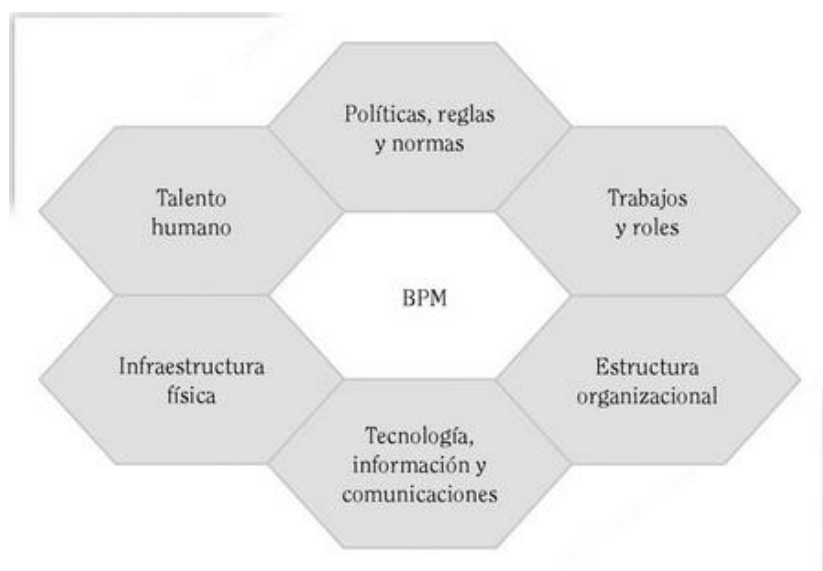 Políticas, reglas
y normas
Talento
humano
Trabajos
y roles
BPM
Infraestructura
física
Estructura
organizacional
Tecnología,
información y
comunicaciones